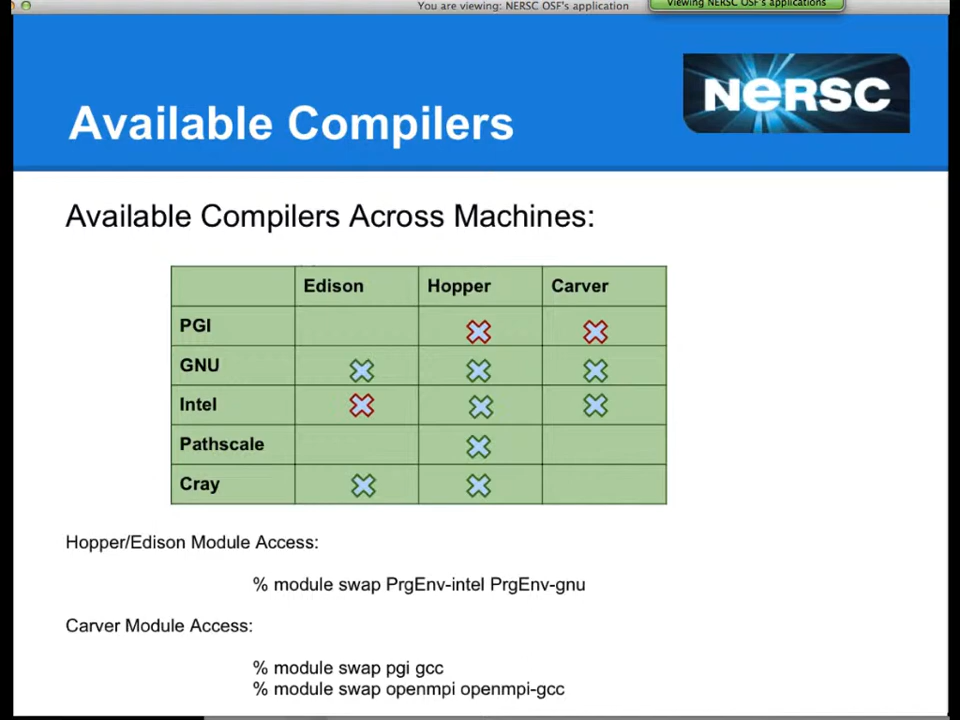 You are viewing: NERSC OSF's application
Viewing NERSC OSF's applications
NERSC
Available Compilers
Available Compilers Across Machines:
Edison Hopper Carver
PGI
GNU
Intel
Pathscale
Cray
Hopper/Edison Module Access:
% module swap PrgEnv-intel PrgEnv-gnu
Carver Module Access:
% module swap pgi gcc
% module swap openmpi openmpi-gcc